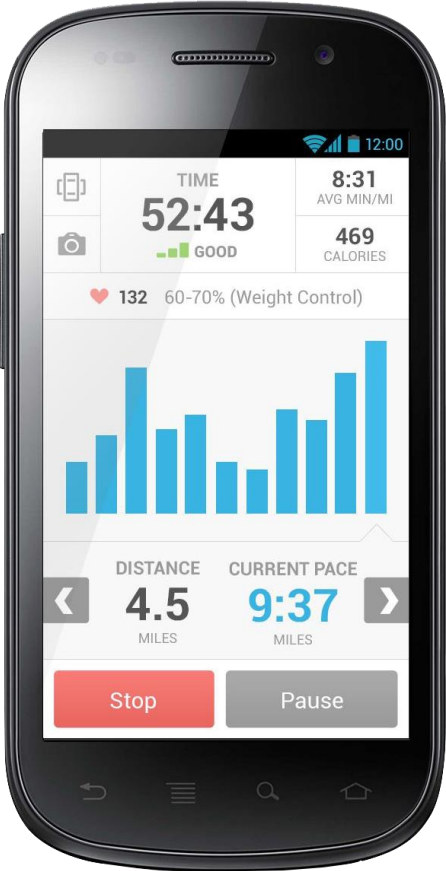 12:00
TIME
52:43
GOOD
8:31
AVG MIN/MI
469
CALORIES
132 60-70% (Weight Control)
DISTANCE
4.5
MILES
CURRENT PACE
9:37
MILES
Stop
Pause